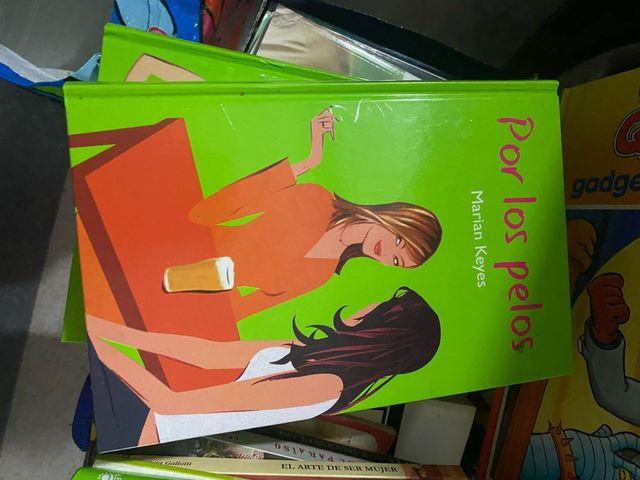 Por los pelos
Marian Keyes
gadge
PARAÍSO
EL ARTE DE SER MUJER